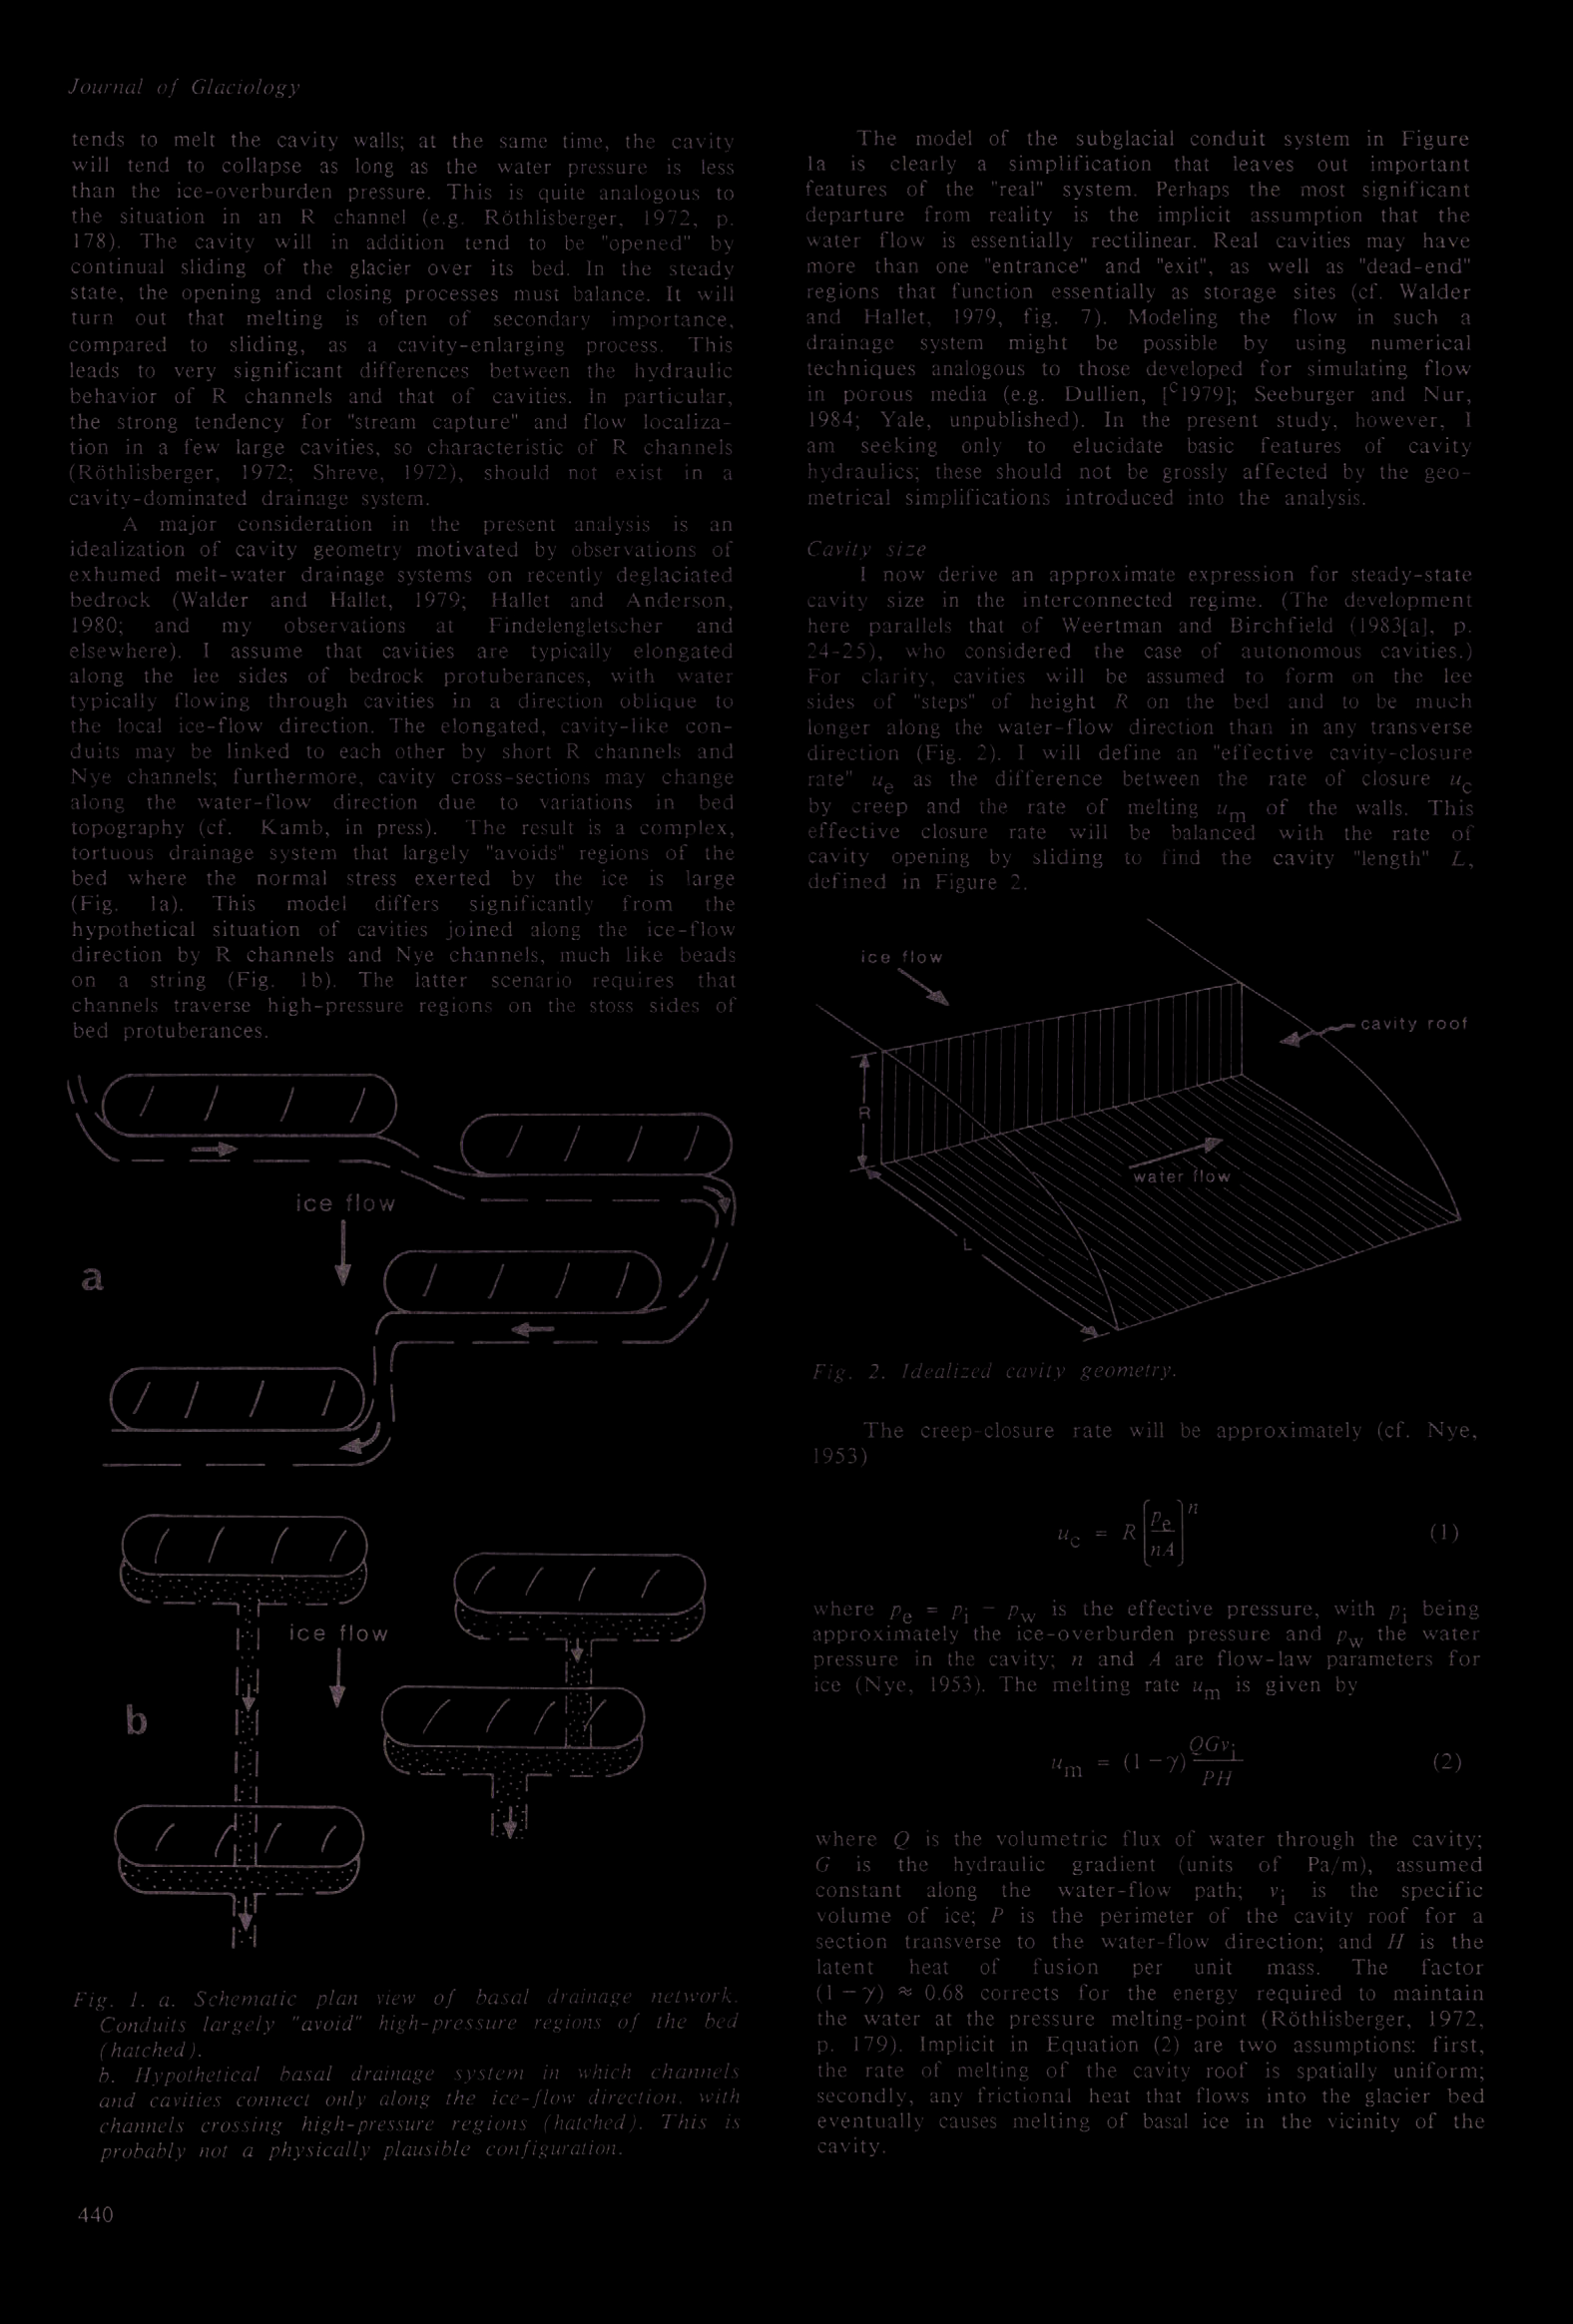 Journal of Glaciology
tends to melt the cavity walls; at the same time, the cavity
will tend to collapse as long as the water pressure is less
than the ice-overburden pressure. This is quite analogous to
the situation in an R channel (e.g. Röthlisberger, 1972, p.
178). The cavity will in addition tend to be "opened" by
continual sliding of the glacier over its bed. In the steady
state, the opening and closing processes must balance. It will
turn out that melting is often of secondary importance,
compared to sliding, as a cavity-enlarging process. This
leads to very significant differences between the hydraulic
behavior of R channels and that of cavities. In particular,
the strong tendency for "stream capture" and flow localiza-
tion in a few large cavities, so characteristic of R channels
(Röthlisberger, 1972; Shreve, 1972), should not exist in a
cavity-dominated drainage system.
A major consideration in the present analysis is an
idealization of cavity geometry motivated by observations of
exhumed melt-water drainage systems on recently deglaciated
bedrock (Walder and Hallet, 1979; Hallet and Anderson,
1980; and my observations at Findelengletscher and
elsewhere). I assume that cavities are typically elongated
along the lee sides of bedrock protuberances, with water
typically flowing through cavities in a direction oblique to
the local ice-flow direction. The elongated, cavity-like con-
duits may be linked to each other by short R channels and
Nye channels; furthermore, cavity cross-sections may change
along the water-flow direction due to variations in bed
topography (cf. Kamb, in press). The result is a complex,
tortuous drainage system that largely "avoids" regions of the
bed where the normal stress exerted by the ice is large
(Fig. 1a). This model differs significantly from the
hypothetical situation of cavities joined along the ice-flow
direction by R channels and Nye channels, much like beads
on a string (Fig. 1b). The latter scenario requires that
channels traverse high-pressure regions on the stoss sides of
bed protuberances.
ice flow
a
ice flow
b
Fig. 1. a. Schematic plan view of basal drainage network.
Conduits largely "avoid" high-pressure regions of the bed
(hatched).
b. Hypothetical basal drainage system in which channels
and cavities connect only along the ice-flow direction, with
channels crossing high-pressure regions (hatched). This is
probably not a physically plausible configuration.
440
The model of the subglacial conduit system in Figure
1a is clearly a simplification that leaves out important
features of the "real" system. Perhaps the most significant
departure from reality is the implicit assumption that the
water flow is essentially rectilinear. Real cavities may have
more than one "entrance" and "exit", as well as "dead-end"
regions that function essentially as storage sites (cf. Walder
and Hallet, 1979, fig. 7). Modeling the flow in such a
drainage system might be possible by using numerical
techniques analogous to those developed for simulating flow
in porous media (e.g. Dullien, [ᶜ1979]; Seeburger and Nur,
1984; Yale, unpublished). In the present study, however, I
am seeking only to elucidate basic features of cavity
hydraulics; these should not be grossly affected by the geo-
metrical simplifications introduced into the analysis.
Cavity size
I now derive an approximate expression for steady-state
cavity size in the interconnected regime. (The development
here parallels that of Weertman and Birchfield (1983[a], p.
24-25), who considered the case of autonomous cavities.)
For clarity, cavities will be assumed to form on the lee
sides of "steps" of height R on the bed and to be much
longer along the water-flow direction than in any transverse
direction (Fig. 2). I will define an "effective cavity-closure
rate" u_e as the difference between the rate of closure u_c
by creep and the rate of melting u_m of the walls. This
effective closure rate will be balanced with the rate of
cavity opening by sliding to find the cavity "length" L,
defined in Figure 2.
ice flow
cavity roof
R
water flow
L
Fig. 2. Idealized cavity geometry.
The creep-closure rate will be approximately (cf. Nye,
1953)
u_c = R [p_e / nA]^n (1)
where p_e = p_i − p_w is the effective pressure, with p_i being
approximately the ice-overburden pressure and p_w the water
pressure in the cavity; n and A are flow-law parameters for
ice (Nye, 1953). The melting rate u_m is given by
u_m = (1−γ) QGv_i / PH (2)
where Q is the volumetric flux of water through the cavity;
G is the hydraulic gradient (units of Pa/m), assumed
constant along the water-flow path; v_i is the specific
volume of ice; P is the perimeter of the cavity roof for a
section transverse to the water-flow direction; and H is the
latent heat of fusion per unit mass. The factor
(1−γ) ≈ 0.68 corrects for the energy required to maintain
the water at the pressure melting-point (Röthlisberger, 1972,
p. 179). Implicit in Equation (2) are two assumptions: first,
the rate of melting of the cavity roof is spatially uniform;
secondly, any frictional heat that flows into the glacier bed
eventually causes melting of basal ice in the vicinity of the
cavity.